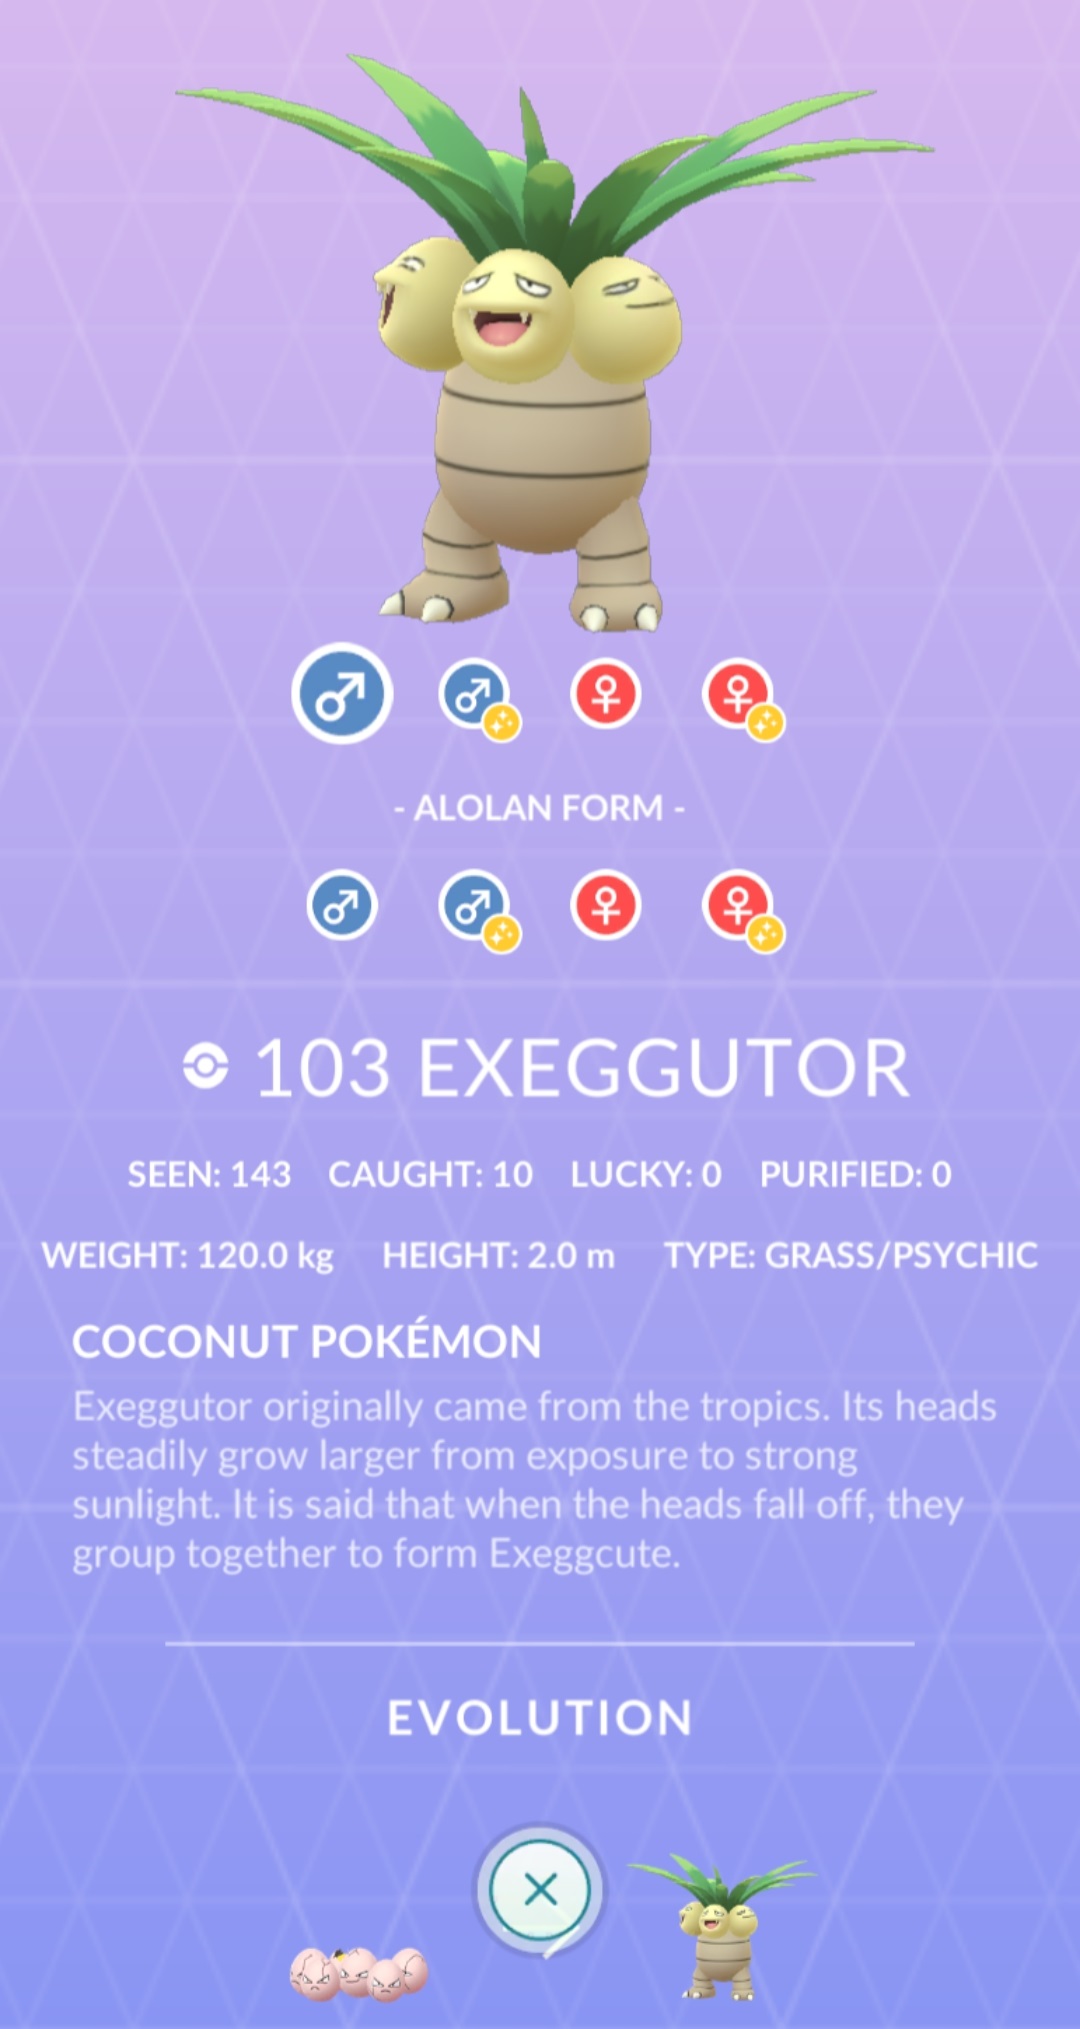 - ALOLAN FORM -
103 EXEGGUTOR
SEEN: 143 CAUGHT: 10 LUCKY: 0 PURIFIED: 0
WEIGHT: 120.0 kg HEIGHT: 2.0 m TYPE: GRASS/PSYCHIC
COCONUT POKÉMON
Exeggutor originally came from the tropics. Its heads
steadily grow larger from exposure to strong
sunlight. It is said that when the heads fall off, they
group together to form Exeggcute.
EVOLUTION